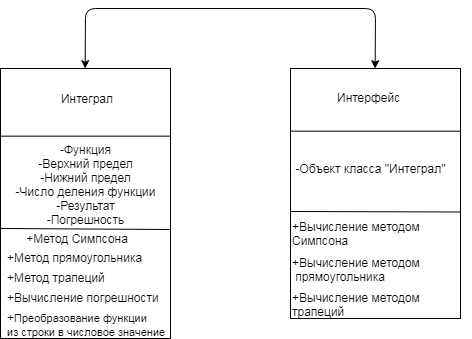 Интеграл
-Функция
-Верхний предел
-Нижний предел
-Число деления функции
-Результат
-Погрешность
+Метод Симпсона
+Метод прямоугольника
+Метод трапеций
+Вычисление погрешности
+Преобразование функции
из строки в числовое значение
Интерфейс
-Объект класса "Интеграл"
+Вычисление методом
Симпсона
+Вычисление методом
прямоугольника
+Вычисление методом
трапеций